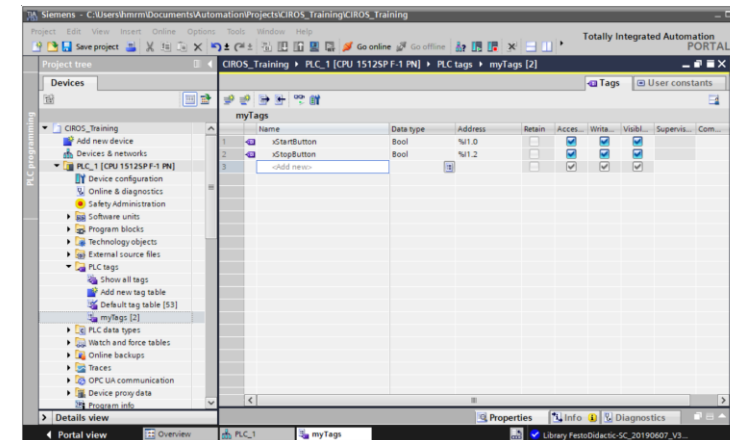 Siemens - C:\Users\hmrm\Documents\Automation\Projects\CIROS_Training\CIROS_Training
Project Edit View Insert Online Options Tools Window Help
Totally Integrated Automation
PORTAL
Save project
Go online
Go offline
Project tree
CIROS_Training ▸ PLC_1 [CPU 1512SP F-1 PN] ▸ PLC tags ▸ myTags [2]
Devices
Tags
User constants
PLC programming
myTags
Name Data type Address Retain Acces... Writa... Visibl... Supervis... Com...
1 xStartButton Bool %I1.0
2 xStopButton Bool %I1.2
3 <Add new>
CIROS_Training
Add new device
Devices & networks
PLC_1 [CPU 1512SP F-1 PN]
Device configuration
Online & diagnostics
Safety Administration
Software units
Program blocks
Technology objects
External source files
PLC tags
Show all tags
Add new tag table
Default tag table [53]
myTags [2]
PLC data types
Watch and force tables
Online backups
Traces
OPC UA communication
Device proxy data
Program info
Details view
Properties
Info
Diagnostics
Portal view
Overview
PLC_1
myTags
Library FestoDidactic-SC_20190607_V3...